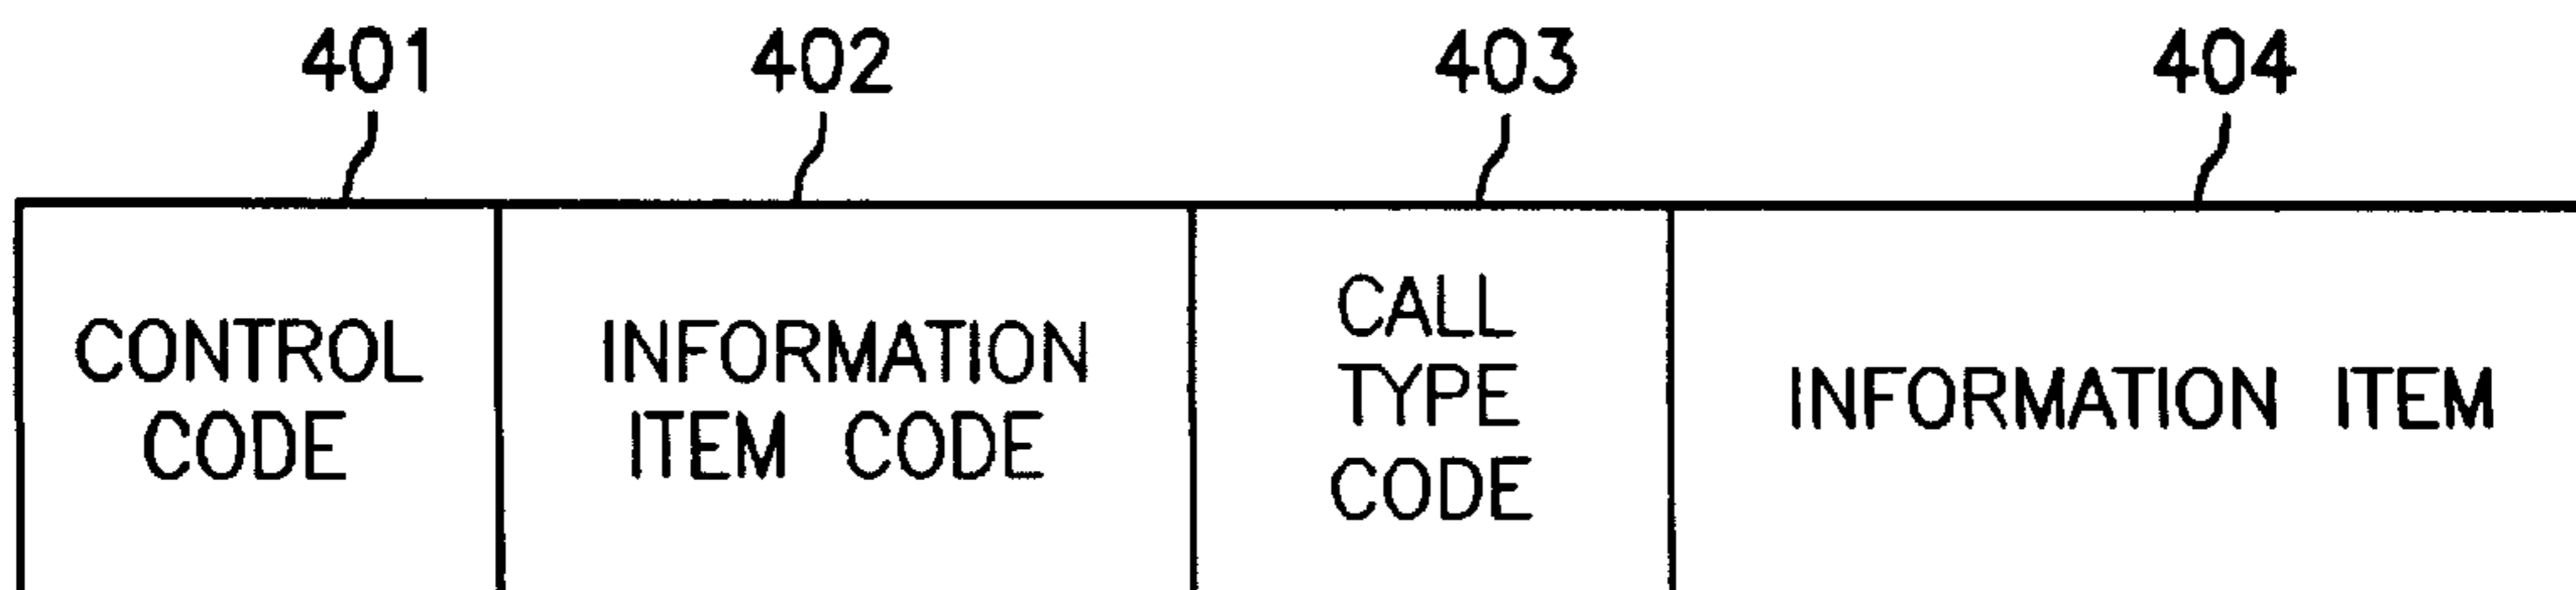 401 402 403 404
CONTROL
CODE
INFORMATION
ITEM CODE
CALL
TYPE
CODE
INFORMATION ITEM